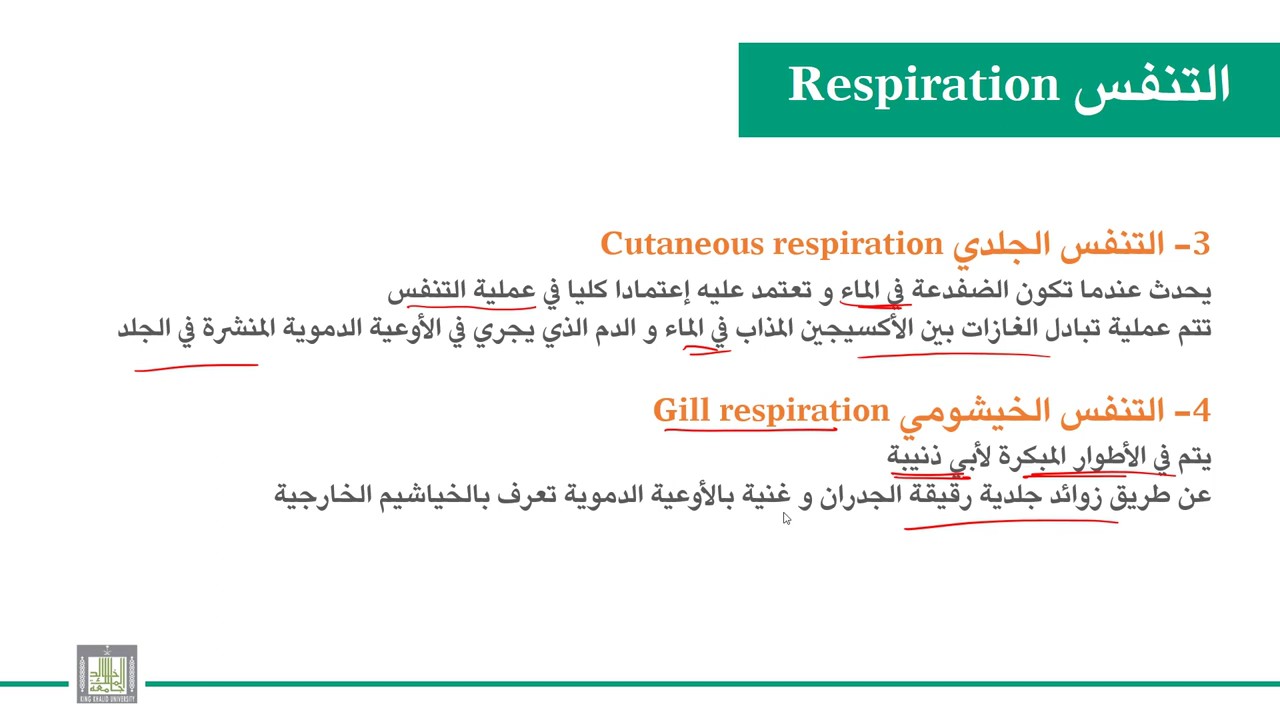 التنفس Respiration
3- التنفس الجلدي Cutaneous respiration
يحدث عندما تكون الضفدعة في الماء و تعتمد عليه إعتمادا كليا في عملية التنفس
تتم عملية تبادل الغازات بين الأكسيجين المذاب في الماء و الدم الذي يجري في الأوعية الدموية المنشرة في الجلد
4- التنفس الخيشومي Gill respiration
يتم في الأطوار المبكرة لأبي ذنيبة
عن طريق زوائد جلدية رقيقة الجدران و غنية بالأوعية الدموية تعرف بالخياشيم الخارجية
KING KHALID UNIVERSITY